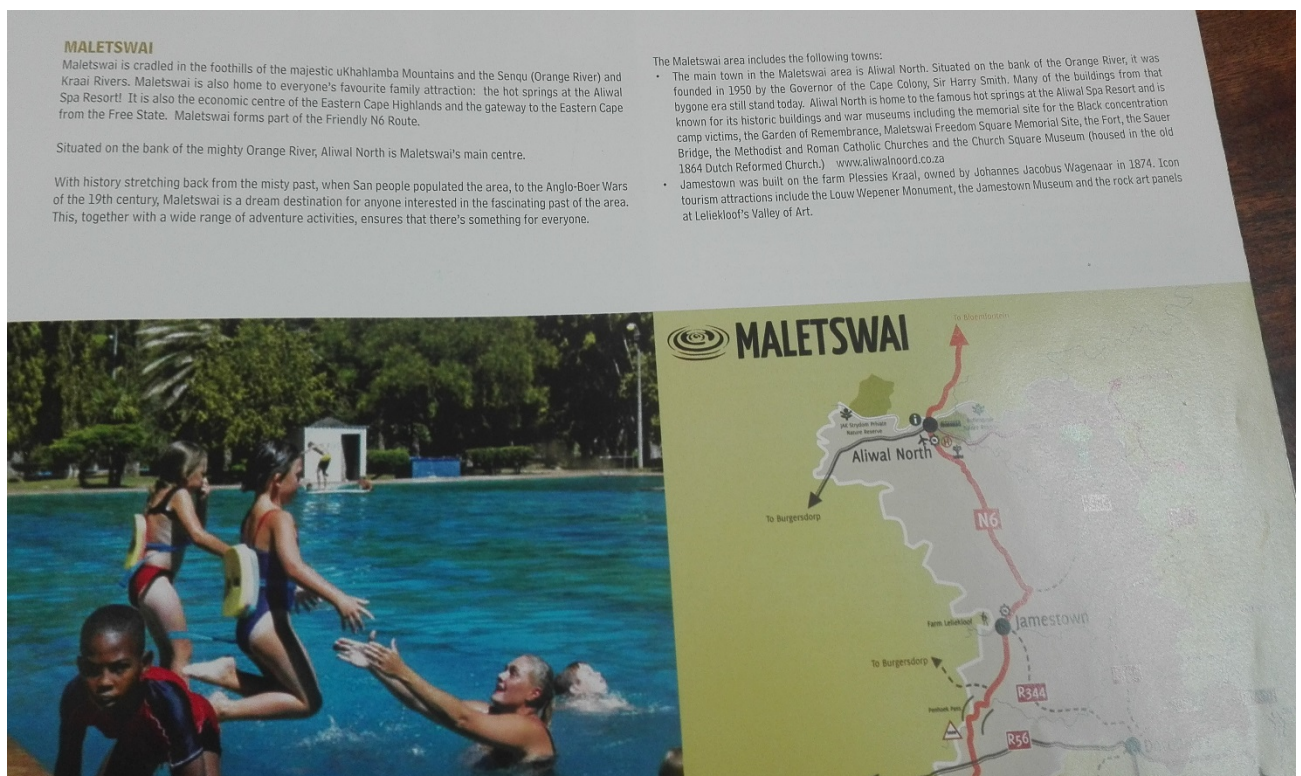 MALETSWAI
Maletswai is cradled in the foothills of the majestic uKhahlamba Mountains and the Senqu (Orange River) and
Kraai Rivers. Maletswai is also home to everyone's favourite family attraction: the hot springs at the Aliwal
Spa Resort! It is also the economic centre of the Eastern Cape Highlands and the gateway to the Eastern Cape
from the Free State. Maletswai forms part of the Friendly N6 Route.
Situated on the bank of the mighty Orange River, Aliwal North is Maletswai's main centre.
With history stretching back from the misty past, when San people populated the area, to the Anglo-Boer Wars
of the 19th century, Maletswai is a dream destination for anyone interested in the fascinating past of the area.
This, together with a wide range of adventure activities, ensures that there's something for everyone.
The Maletswai area includes the following towns:
• The main town in the Maletswai area is Aliwal North. Situated on the bank of the Orange River, it was
founded in 1950 by the Governor of the Cape Colony, Sir Harry Smith. Many of the buildings from that
bygone era still stand today. Aliwal North is home to the famous hot springs at the Aliwal Spa Resort and is
known for its historic buildings and war museums including the memorial site for the Black concentration
camp victims, the Garden of Remembrance, Maletswai Freedom Square Memorial Site, the Fort, the Sauer
Bridge, the Methodist and Roman Catholic Churches and the Church Square Museum (housed in the old
1864 Dutch Reformed Church.) www.aliwalnoord.co.za
• Jamestown was built on the farm Plessies Kraal, owned by Johannes Jacobus Wagenaar in 1874. Icon
tourism attractions include the Louw Wepener Monument, the Jamestown Museum and the rock art panels
at Leliekloof's Valley of Art.
MALETSWAI
To Bloemfontein
Nature Reserve
Aliwal North
To Burgersdorp
N6
Farm Leliekloof
Jamestown
To Burgersdorp
R344
Penhoek Pass
R56